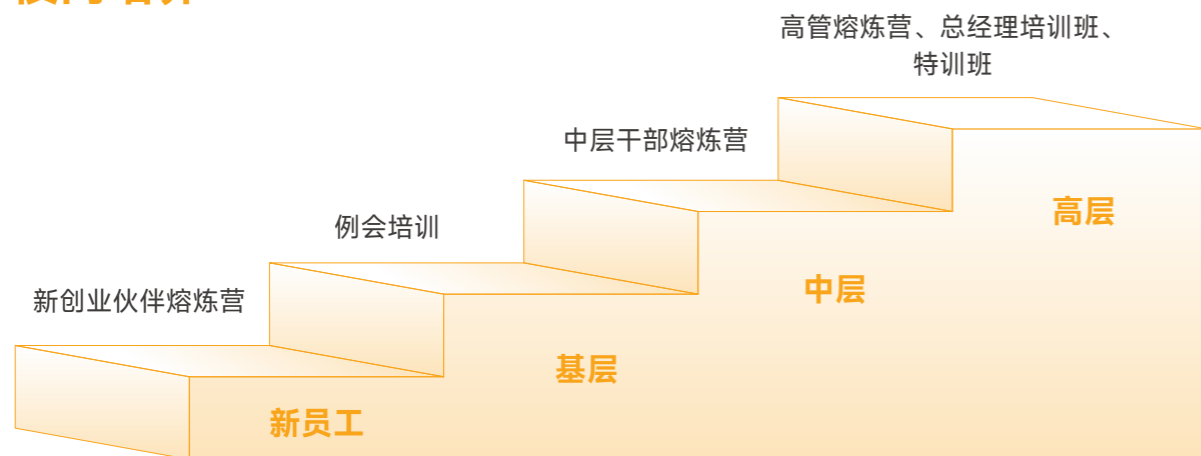 高管熔炼营、总经理培训班、
特训班
中层干部熔炼营
高层
例会培训
中层
新创业伙伴熔炼营
基层
新员工